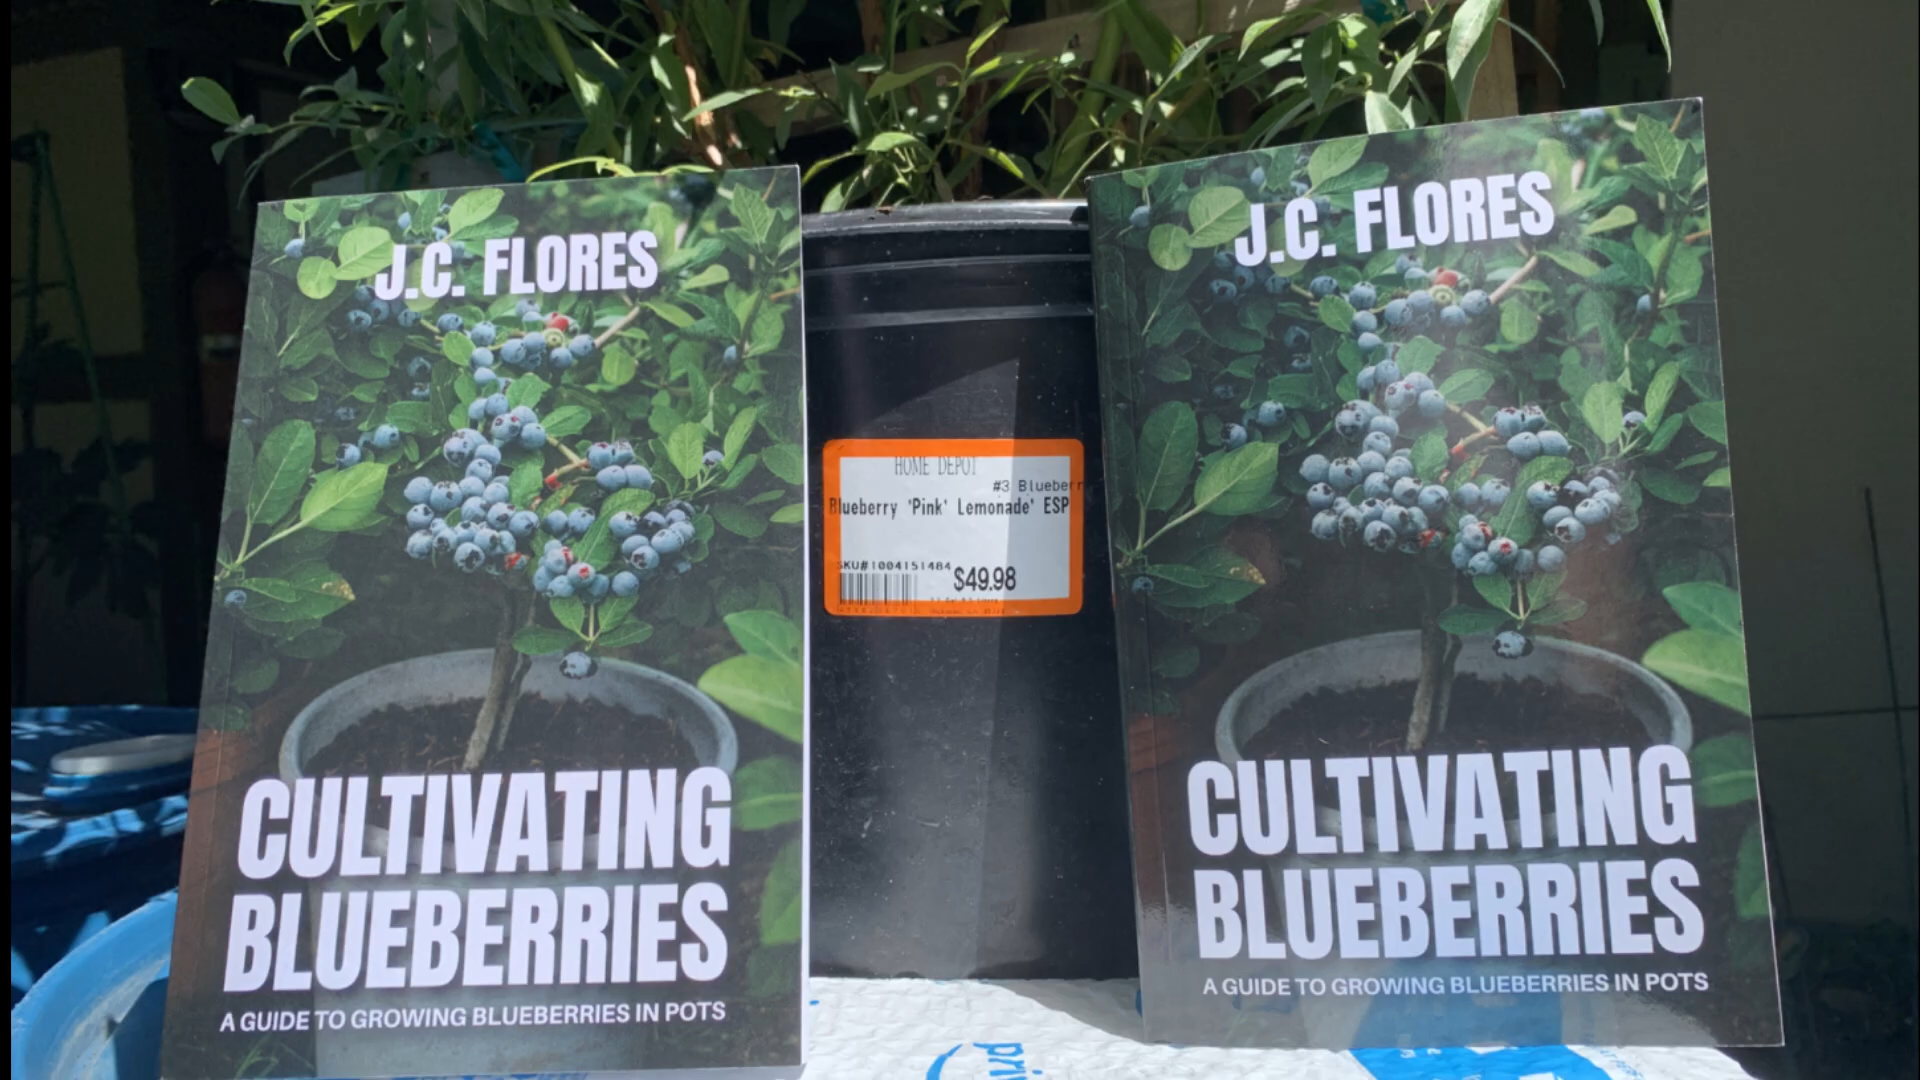 J.C. FLORES
CULTIVATING
BLUEBERRIES
A GUIDE TO GROWING BLUEBERRIES IN POTS
HOME DEPOT
#3 Blueberr
Blueberry 'Pink' Lemonade' ESP
SKU#1004151484
$49.98
J.C. FLORES
CULTIVATING
BLUEBERRIES
A GUIDE TO GROWING BLUEBERRIES IN POTS